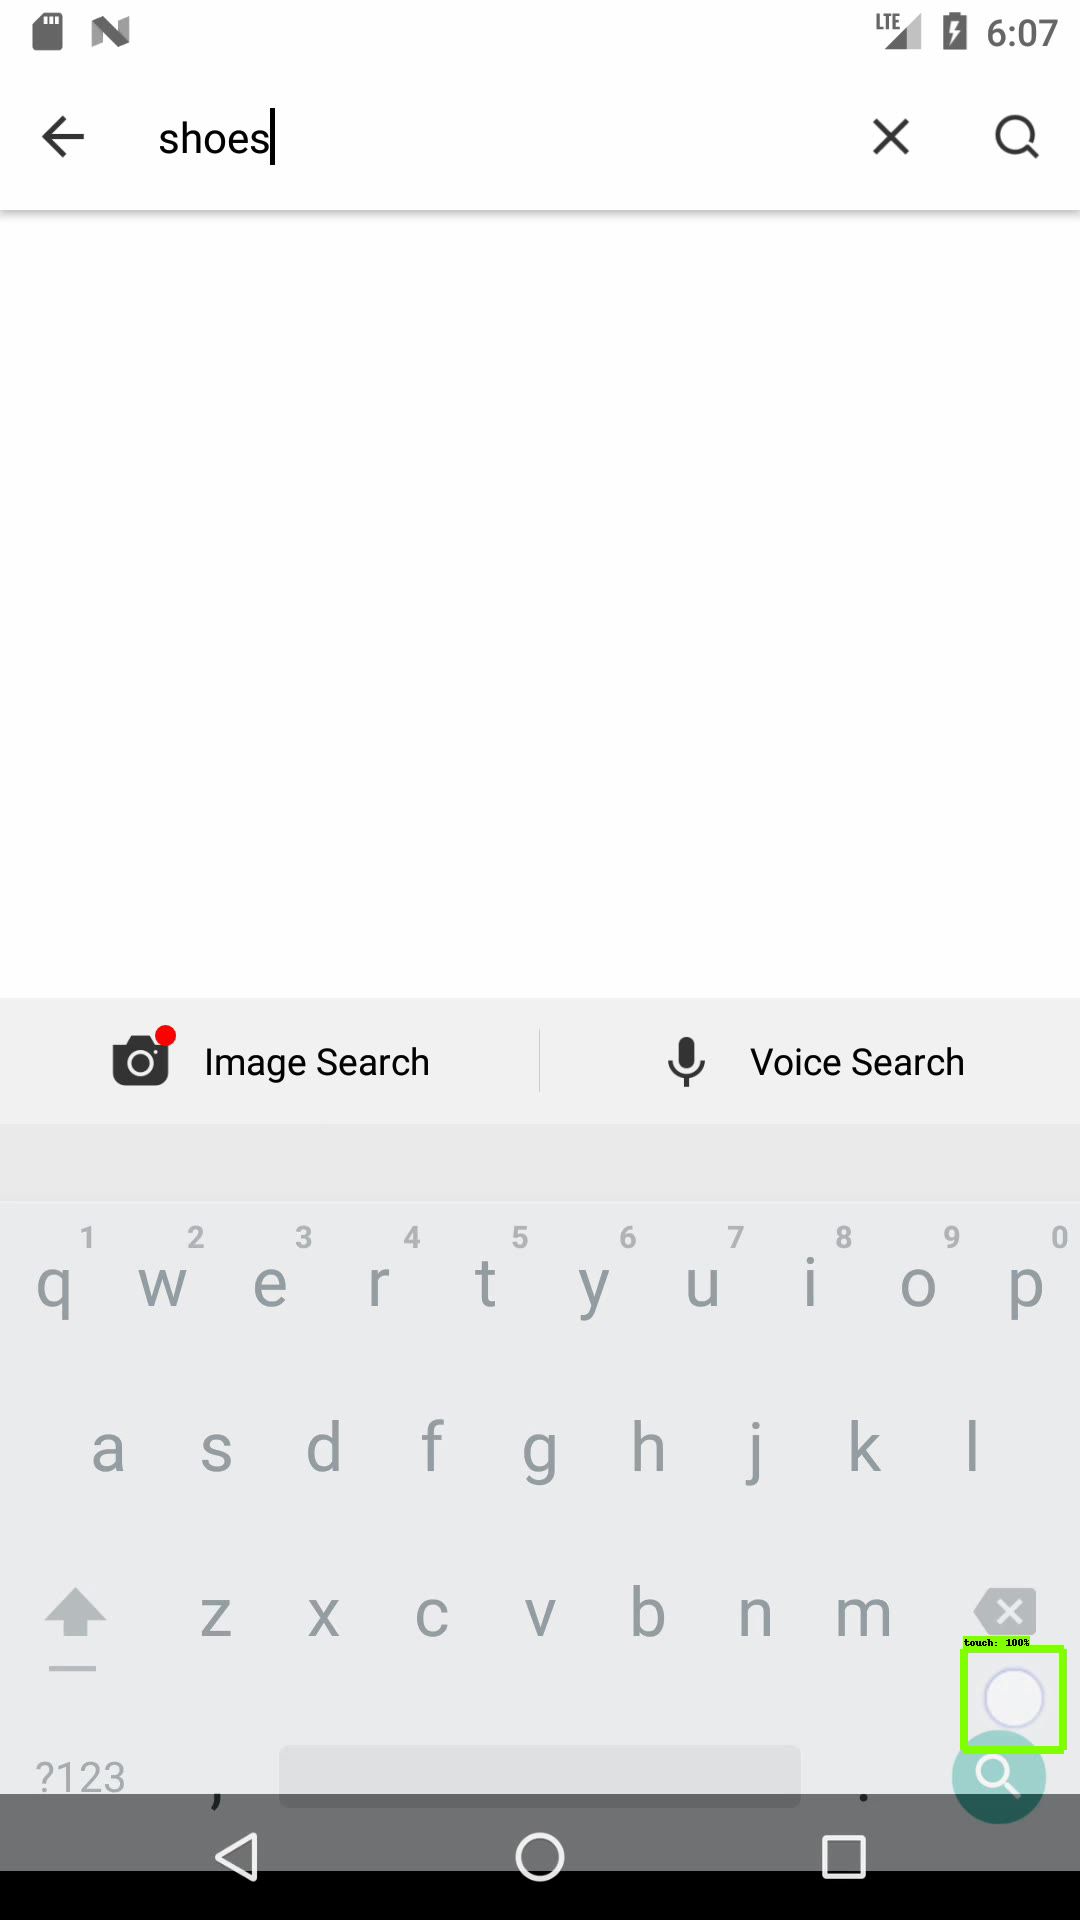 LTE 6:07
shoes
Image Search Voice Search
1 2 3 4 5 6 7 8 9 0
q w e r t y u i o p
a s d f g h j k l
z x c v b n m
touch: 100%
?123 , .